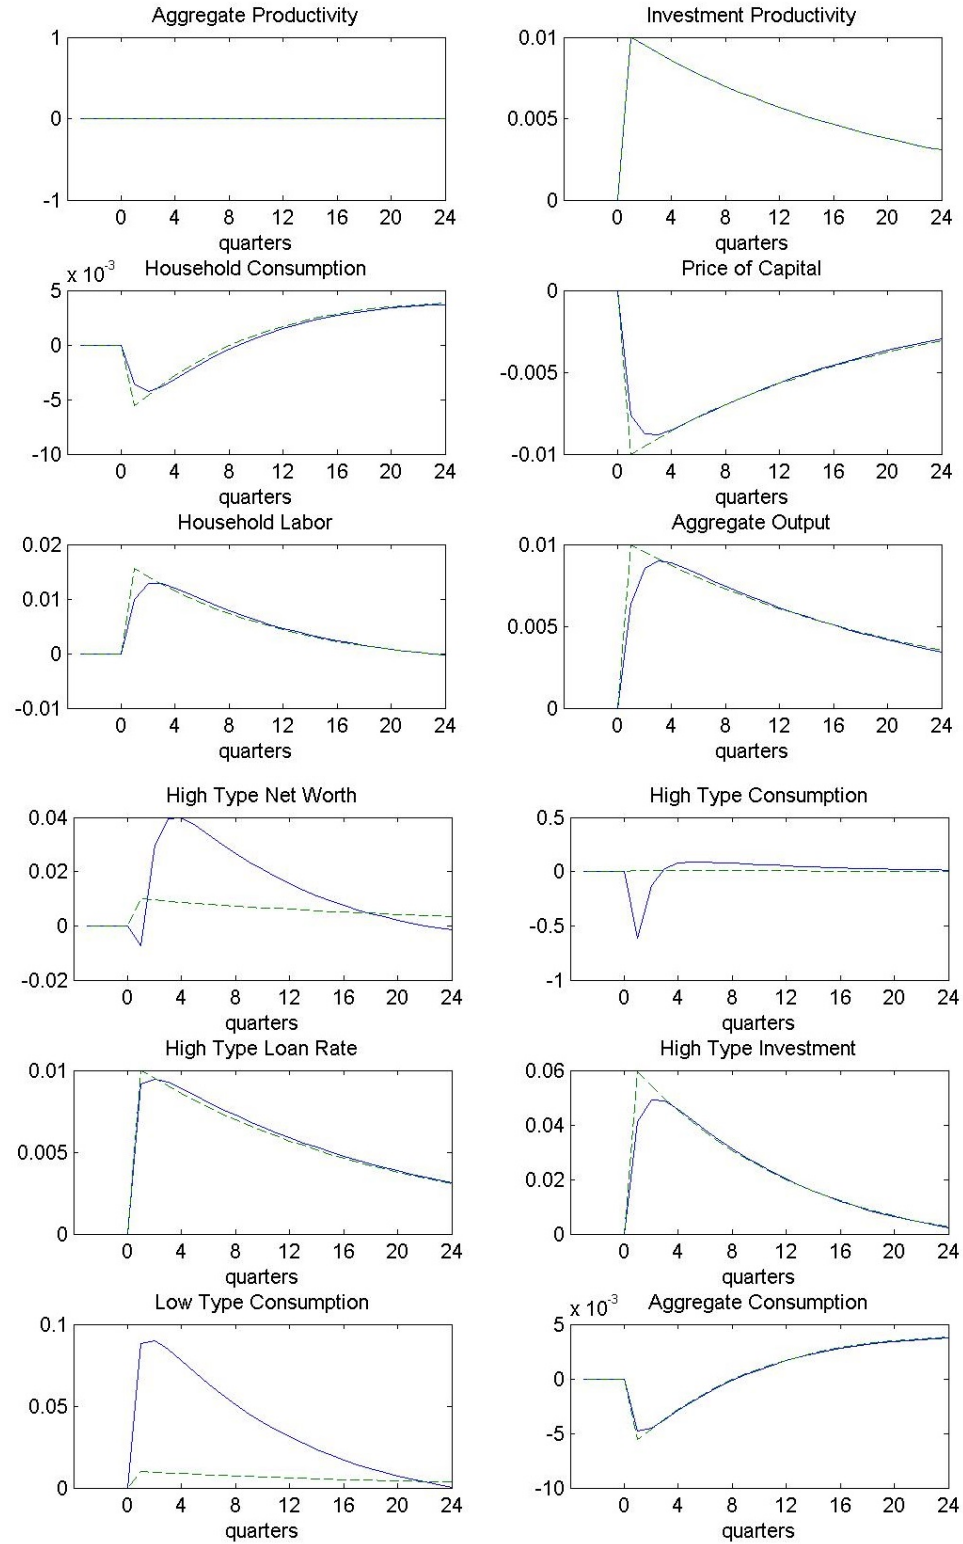 Aggregate Productivity
1
0
-1
0 4 8 12 16 20 24
quarters
Investment Productivity
0.01
0.005
0
0 4 8 12 16 20 24
quarters
x 10-3
Household Consumption
5
0
-5
-10
0 4 8 12 16 20 24
quarters
Price of Capital
0
-0.005
-0.01
0 4 8 12 16 20 24
quarters
Household Labor
0.02
0.01
0
-0.01
0 4 8 12 16 20 24
quarters
Aggregate Output
0.01
0.005
0
0 4 8 12 16 20 24
quarters
High Type Net Worth
0.04
0.02
0
-0.02
0 4 8 12 16 20 24
quarters
High Type Consumption
0.5
0
-0.5
-1
0 4 8 12 16 20 24
quarters
High Type Loan Rate
0.01
0.005
0
0 4 8 12 16 20 24
quarters
High Type Investment
0.06
0.04
0.02
0
0 4 8 12 16 20 24
quarters
Low Type Consumption
0.1
0.05
0
0 4 8 12 16 20 24
quarters
x 10-3
Aggregate Consumption
5
0
-5
-10
0 4 8 12 16 20 24
quarters